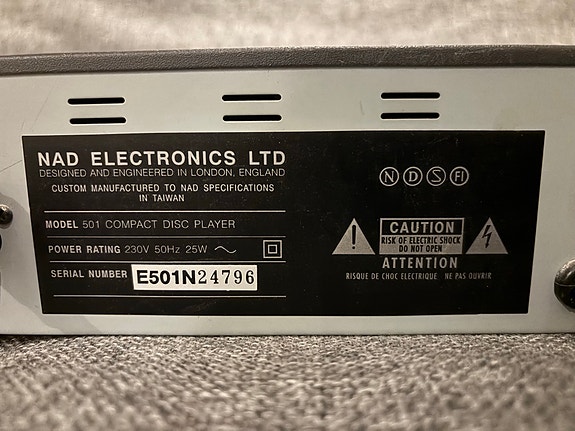 NAD ELECTRONICS LTD
DESIGNED AND ENGINEERED IN LONDON, ENGLAND
CUSTOM MANUFACTURED TO NAD SPECIFICATIONS
IN TAIWAN
MODEL 501 COMPACT DISC PLAYER
POWER RATING 230V 50Hz 25W
SERIAL NUMBER E501N24796
N D S FI
CAUTION
RISK OF ELECTRIC SHOCK
DO NOT OPEN
ATTENTION
RISQUE DE CHOC ELECTRIQUE NE PAS OUVRIR